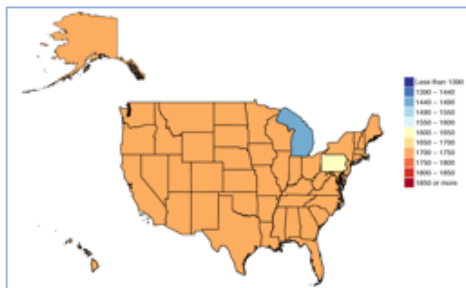 Less than 1390
1390 – 1440
1440 – 1490
1490 – 1550
1550 – 1600
1600 – 1650
1650 – 1700
1700 – 1750
1750 – 1800
1800 – 1850
1850 or more